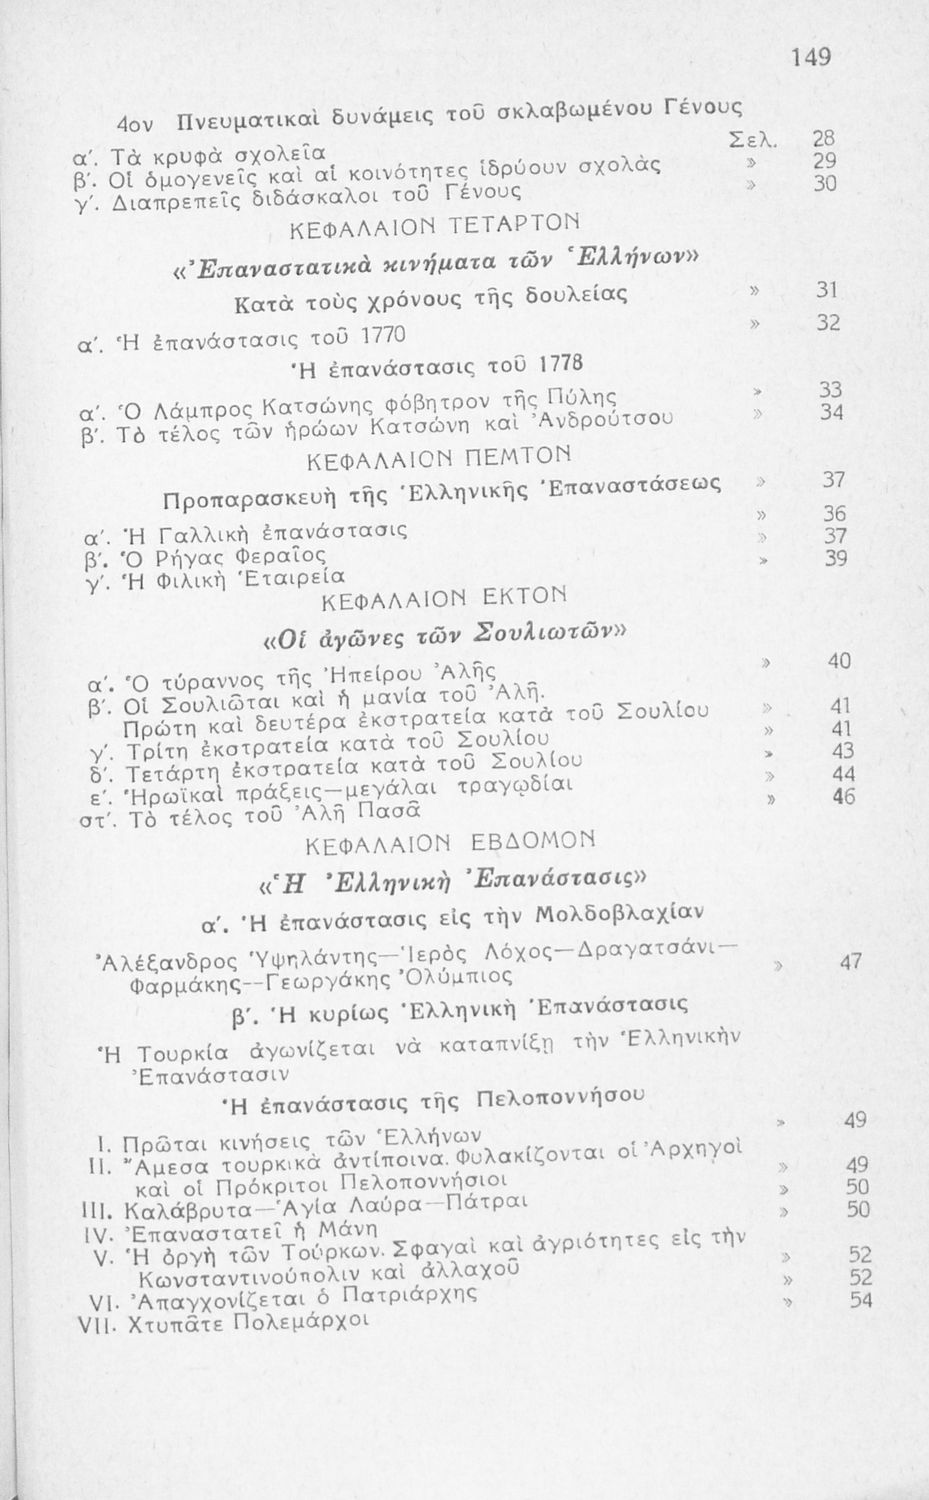 149
4ον Πνευματικαὶ δυνάμεις τοῦ σκλαβωμένου Γένους
α΄. Τὰ κρυφὰ σχολεῖα Σελ. 28
β΄. Οἱ ὁμογενεῖς καὶ αἱ κοινότητες ἱδρύουν σχολὰς » 29
γ΄. Διαπρεπεῖς διδάσκαλοι τοῦ Γένους » 30
ΚΕΦΑΛΑΙΟΝ ΤΕΤΑΡΤΟΝ
«Ἐπαναστατικὰ κινήματα τῶν Ἑλλήνων»
Κατὰ τοὺς χρόνους τῆς δουλείας » 31
α΄. Ἡ ἐπανάστασις τοῦ 1770 » 32
Ἡ ἐπανάστασις τοῦ 1778
α΄. Ὁ Λάμπρος Κατσώνης φόβητρον τῆς Πύλης » 33
β΄. Τὸ τέλος τῶν ἡρώων Κατσώνη καὶ Ἀνδρούτσου » 34
ΚΕΦΑΛΑΙΟΝ ΠΕΜΤΟΝ
Προπαρασκευὴ τῆς Ἑλληνικῆς Ἐπαναστάσεως » 37
α΄. Ἡ Γαλλικὴ ἐπανάστασις » 36
β΄. Ὁ Ρήγας Φεραῖος » 37
γ΄. Ἡ Φιλικὴ Ἑταιρεία » 39
ΚΕΦΑΛΑΙΟΝ ΕΚΤΟΝ
«Οἱ ἀγῶνες τῶν Σουλιωτῶν»
α΄. Ὁ τύραννος τῆς Ἠπείρου Ἀλῆς » 40
β΄. Οἱ Σουλιῶται καὶ ἡ μανία τοῦ Ἀλῆ.
Πρώτη καὶ δευτέρα ἐκστρατεία κατὰ τοῦ Σουλίου » 41
γ΄. Τρίτη ἐκστρατεία κατὰ τοῦ Σουλίου » 41
δ΄. Τετάρτη ἐκστρατεία κατὰ τοῦ Σουλίου » 43
ε΄. Ἡρωϊκαὶ πράξεις—μεγάλαι τραγῳδίαι » 44
στ΄. Τὸ τέλος τοῦ Ἀλῆ Πασᾶ » 46
ΚΕΦΑΛΑΙΟΝ ΕΒΔΟΜΟΝ
«Ἡ Ἑλληνικὴ Ἐπανάστασις»
α΄. Ἡ ἐπανάστασις εἰς τὴν Μολδοβλαχίαν
Ἀλέξανδρος Ὑψηλάντης—Ἱερὸς Λόχος—Δραγατσάνι—
Φαρμάκης--Γεωργάκης Ὀλύμπιος » 47
β΄. Ἡ κυρίως Ἑλληνικὴ Ἐπανάστασις
Ἡ Τουρκία ἀγωνίζεται νὰ καταπνίξῃ τὴν Ἑλληνικὴν
Ἐπανάστασιν
Ἡ ἐπανάστασις τῆς Πελοποννήσου
I. Πρῶται κινήσεις τῶν Ἑλλήνων » 49
II. Ἄμεσα τουρκικὰ ἀντίποινα. Φυλακίζονται οἱ Ἀρχηγοὶ
καὶ οἱ Πρόκριτοι Πελοποννήσιοι » 49
III. Καλάβρυτα—Ἁγία Λαύρα—Πάτραι » 50
IV. Ἐπαναστατεῖ ἡ Μάνη » 50
V. Ἡ ὀργὴ τῶν Τούρκων. Σφαγαὶ καὶ ἀγριότητες εἰς τὴν
Κωνσταντινούπολιν καὶ ἀλλαχοῦ » 52
VI. Ἀπαγχονίζεται ὁ Πατριάρχης » 52
VII. Χτυπᾶτε Πολεμάρχοι » 54